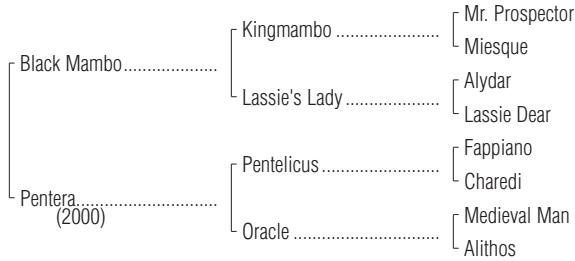 Mr. Prospector
Kingmambo ......................
Miesque
Black Mambo....................
Alydar
Lassie's Lady ....................
Lassie Dear
Fappiano
Pentelicus .........................
Charedi
Pentera..............................
(2000)
Medieval Man
Oracle ...............................
Alithos